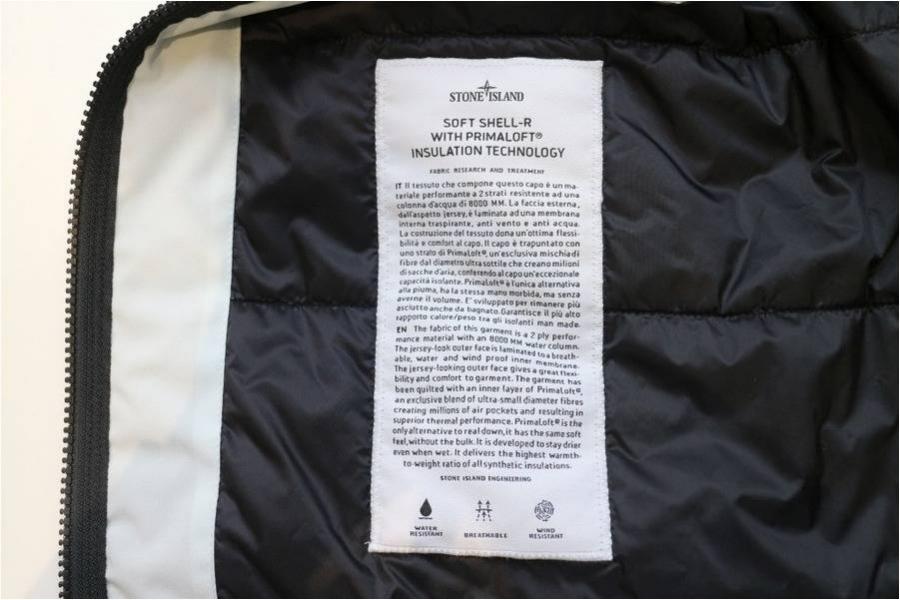 STONE ISLAND
SOFT SHELL-R
WITH PRIMALOFT®
INSULATION TECHNOLOGY
FABRIC RESEARCH AND TREATMENT
IT Il tessuto che compone questo capo è un ma-
teriale performante a 2 strati resistente ad una
colonna d'acqua di 8000 MM. La faccia esterna,
dall'aspetto jersey, è laminata ad una membrana
interna traspirante, anti vento e anti acqua.
La costruzione del tessuto dona un'ottima flessi-
bilità e comfort al capo. Il capo è trapuntato con
uno strato di PrimaLoft®, un'esclusiva mischia di
fibre dal diametro ultra sottile che creano milioni
di sacche d'aria, conferendo al capo un'eccezionale
capacità isolante. PrimaLoft® è l'unica alternativa
alla piuma, ha la stessa mano morbida, ma senza
averne il volume. E' sviluppato per rimanere più
asciutto anche da bagnato. Garantisce il più alto
rapporto calore/peso tra gli isolanti man made.
EN The fabric of this garment is a 2 ply perfor-
mance material with an 8000 MM water column.
The jersey-look outer face is laminated to a breath-
able, water and wind proof inner membrane.
The jersey-looking outer face gives a great flexi-
bility and comfort to garment. The garment has
been quilted with an inner layer of PrimaLoft®,
an exclusive blend of ultra-small diameter fibres
creating millions of air pockets and resulting in
superior thermal performance. PrimaLoft® is the
only alternative to real down, it has the same soft
feel, without the bulk. It is developed to stay drier
even when wet. It delivers the highest warmth-
to-weight ratio of all synthetic insulations.
STONE ISLAND ENGINEERING
WATER RESISTANT
BREATHABLE
WIND RESISTANT